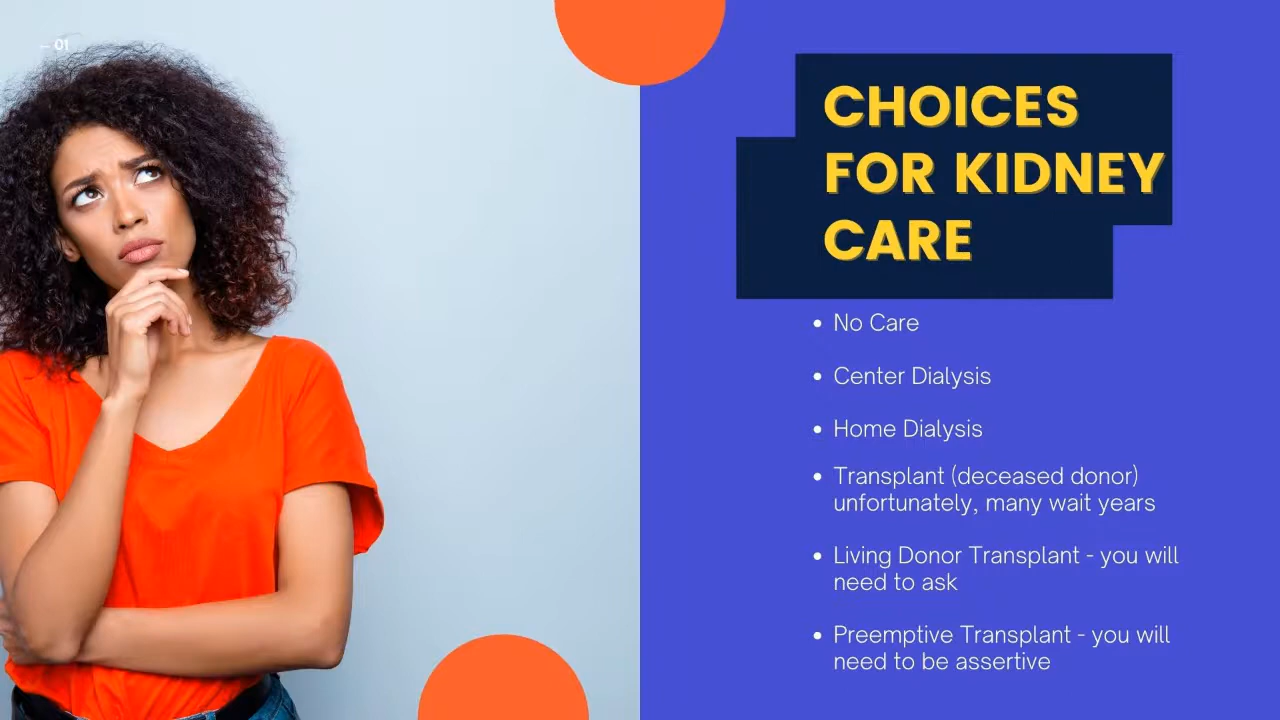 — 01
CHOICES
FOR KIDNEY
CARE
• No Care
• Center Dialysis
• Home Dialysis
• Transplant (deceased donor)
unfortunately, many wait years
• Living Donor Transplant - you will
need to ask
• Preemptive Transplant - you will
need to be assertive